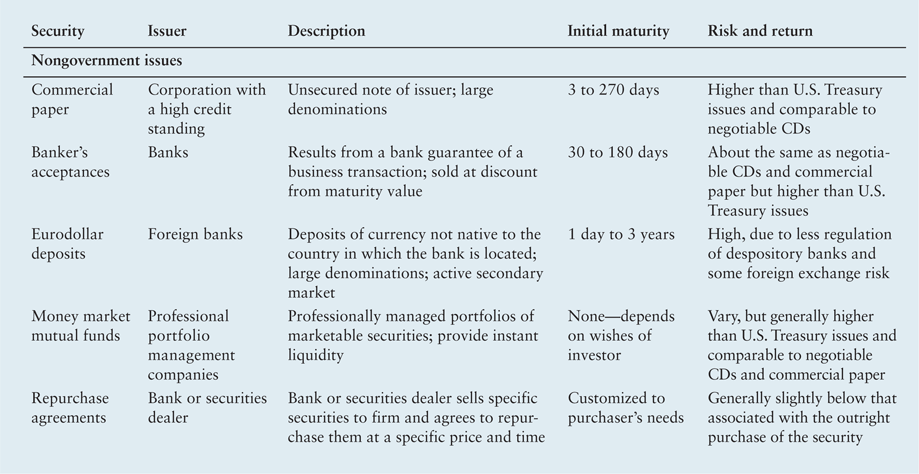 Security Issuer Description Initial maturity Risk and return
Nongovernment issues
Commercial Corporation with Unsecured note of issuer; large 3 to 270 days Higher than U.S. Treasury
paper a high credit denominations issues and comparable to
standing negotiable CDs
Banker's Banks Results from a bank guarantee of a 30 to 180 days About the same as negotia-
acceptances business transaction; sold at discount ble CDs and commercial
from maturity value paper but higher than U.S.
Treasury issues
Eurodollar Foreign banks Deposits of currency not native to the 1 day to 3 years High, due to less regulation
deposits country in which the bank is located; of despository banks and
large denominations; active secondary some foreign exchange risk
market
Money market Professional Professionally managed portfolios of None—depends Vary, but generally higher
mutual funds portfolio marketable securities; provide instant on wishes of than U.S. Treasury issues and
management liquidity investor comparable to negotiable
companies CDs and commercial paper
Repurchase Bank or securities Bank or securities dealer sells specific Customized to Generally slightly below that
agreements dealer securities to firm and agrees to repur- purchaser's needs associated with the outright
chase them at a specific price and time purchase of the security